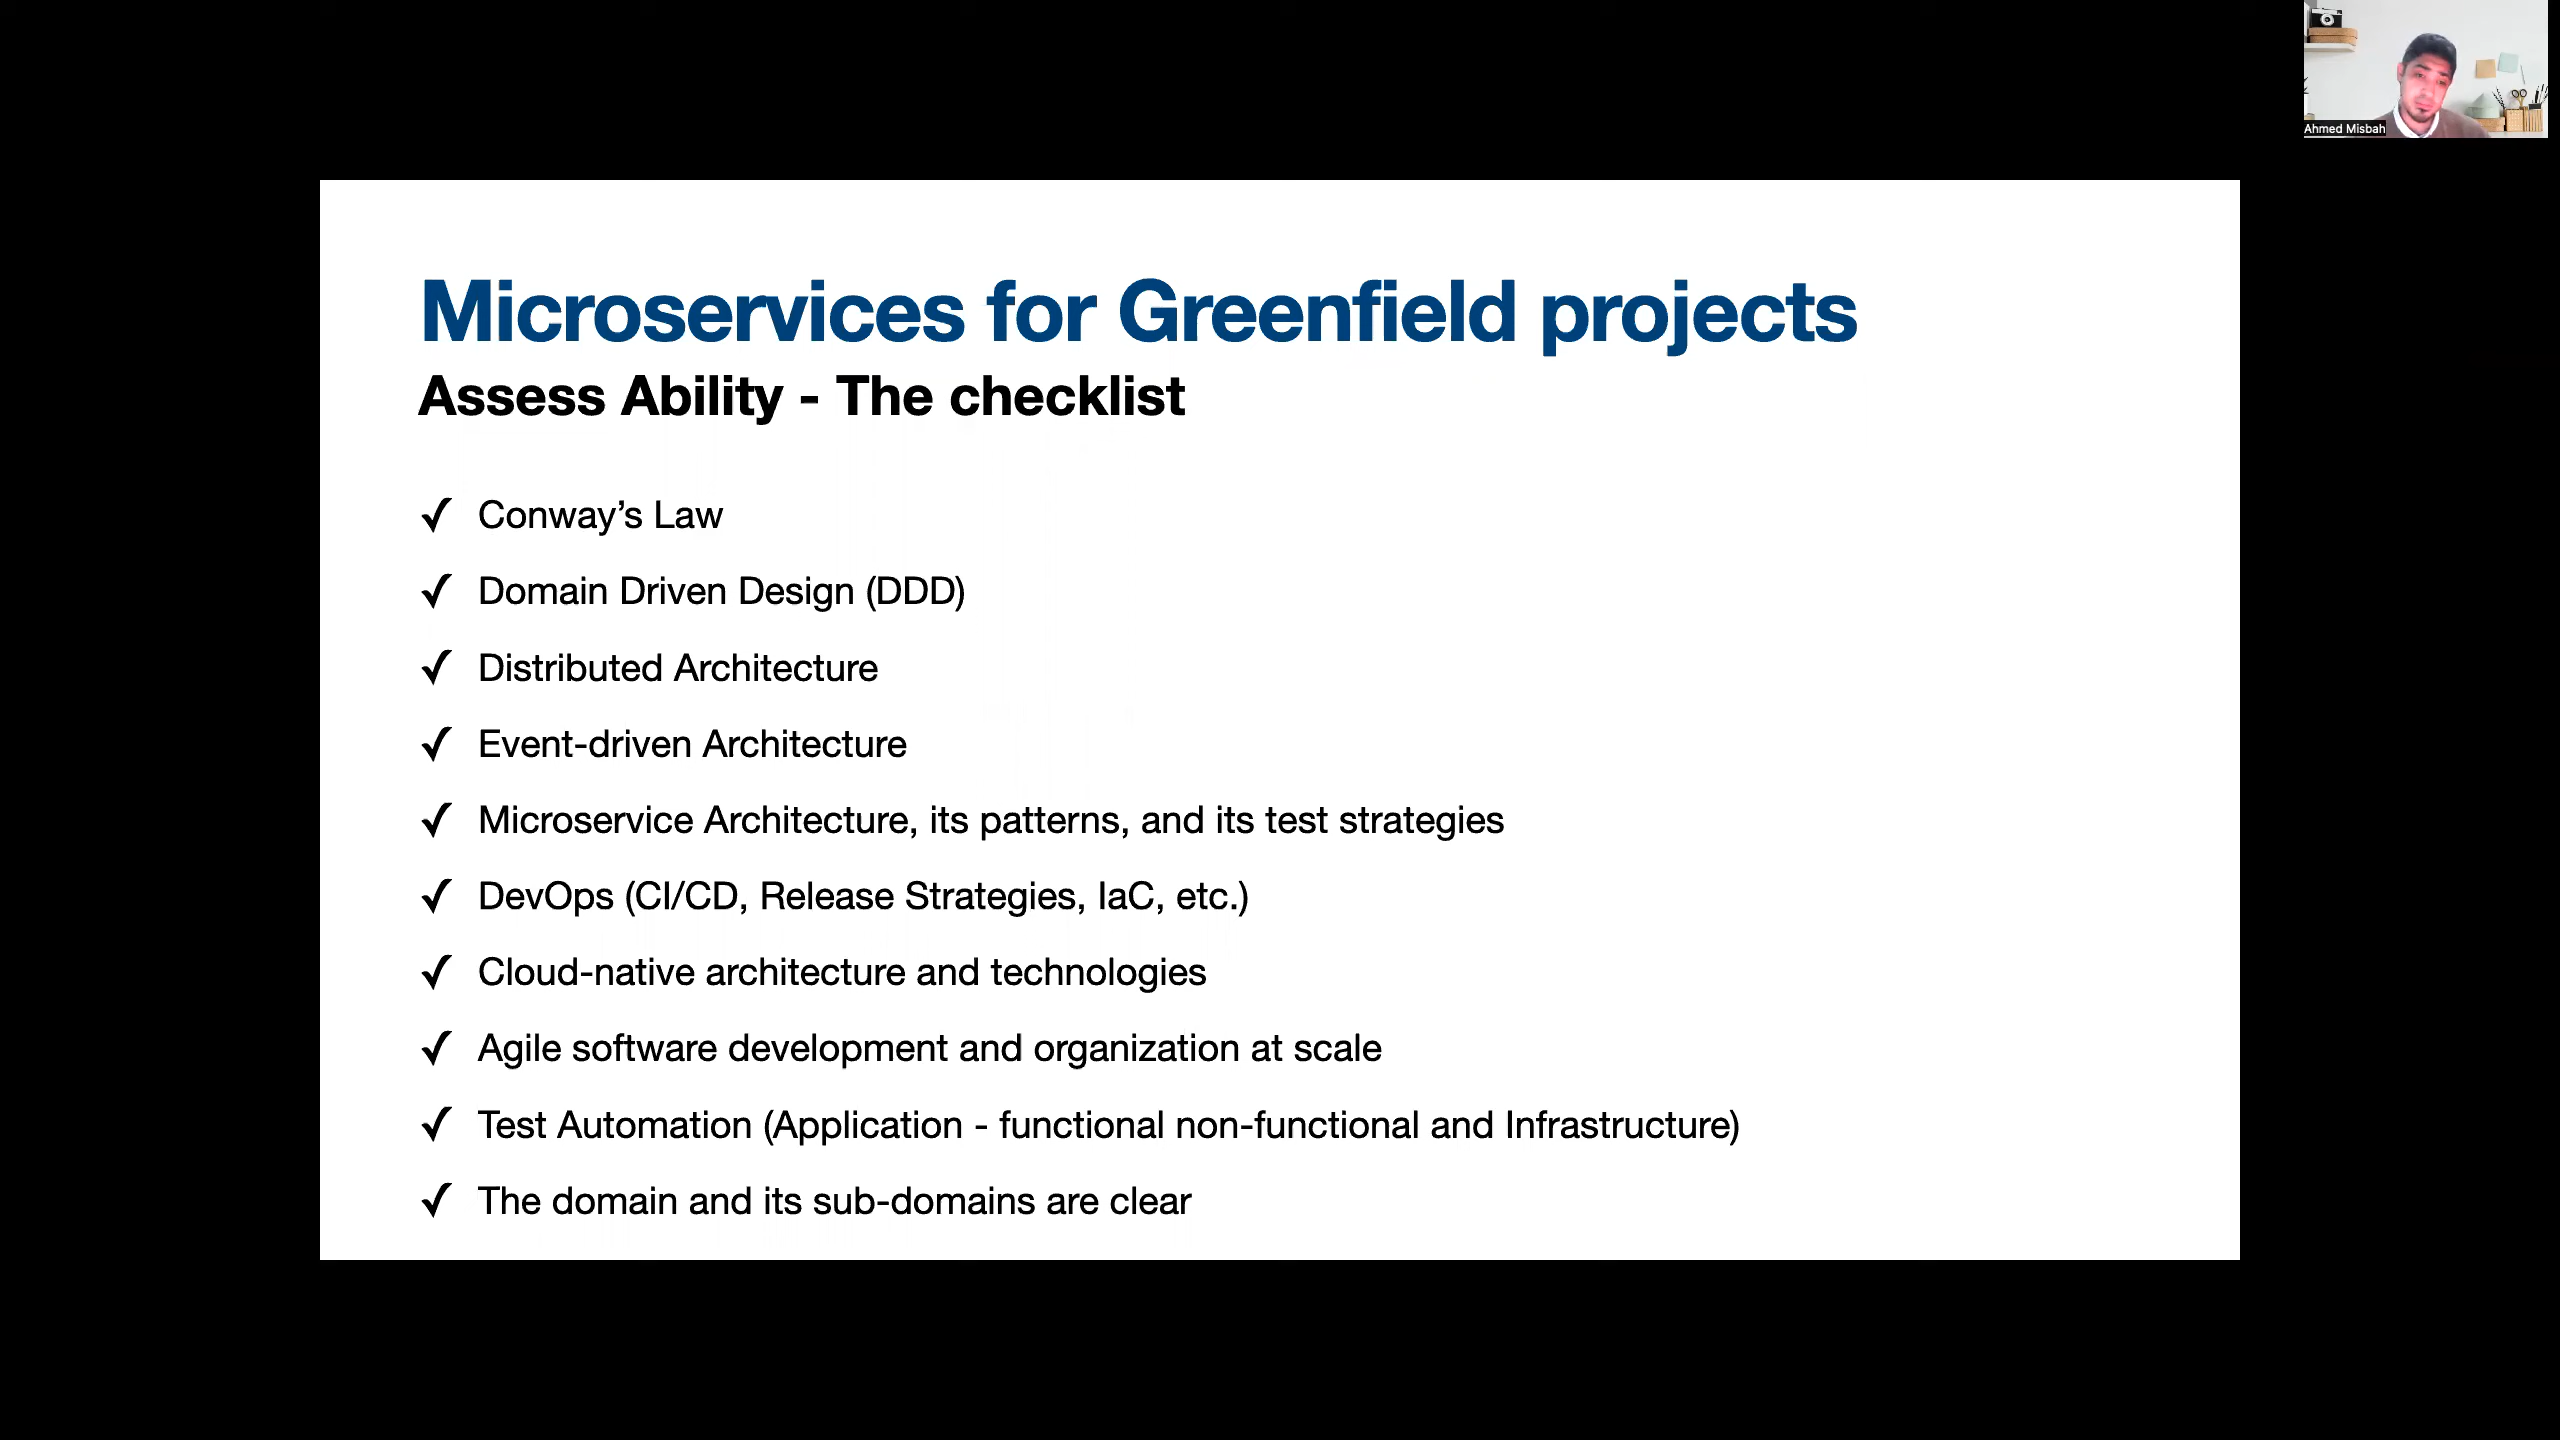 Ahmed Misbah
Microservices for Greenfield projects
Assess Ability - The checklist
✓ Conway’s Law
✓ Domain Driven Design (DDD)
✓ Distributed Architecture
✓ Event-driven Architecture
✓ Microservice Architecture, its patterns, and its test strategies
✓ DevOps (CI/CD, Release Strategies, IaC, etc.)
✓ Cloud-native architecture and technologies
✓ Agile software development and organization at scale
✓ Test Automation (Application - functional non-functional and Infrastructure)
✓ The domain and its sub-domains are clear